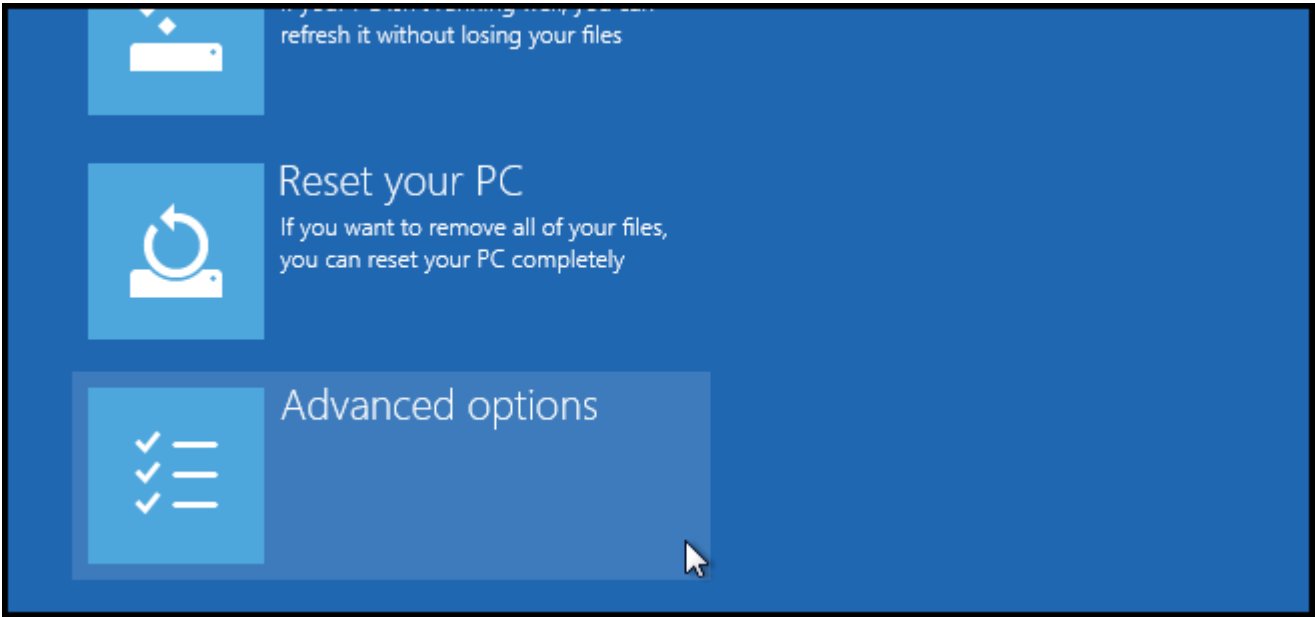 refresh it without losing your files
Reset your PC
If you want to remove all of your files,
you can reset your PC completely
Advanced options